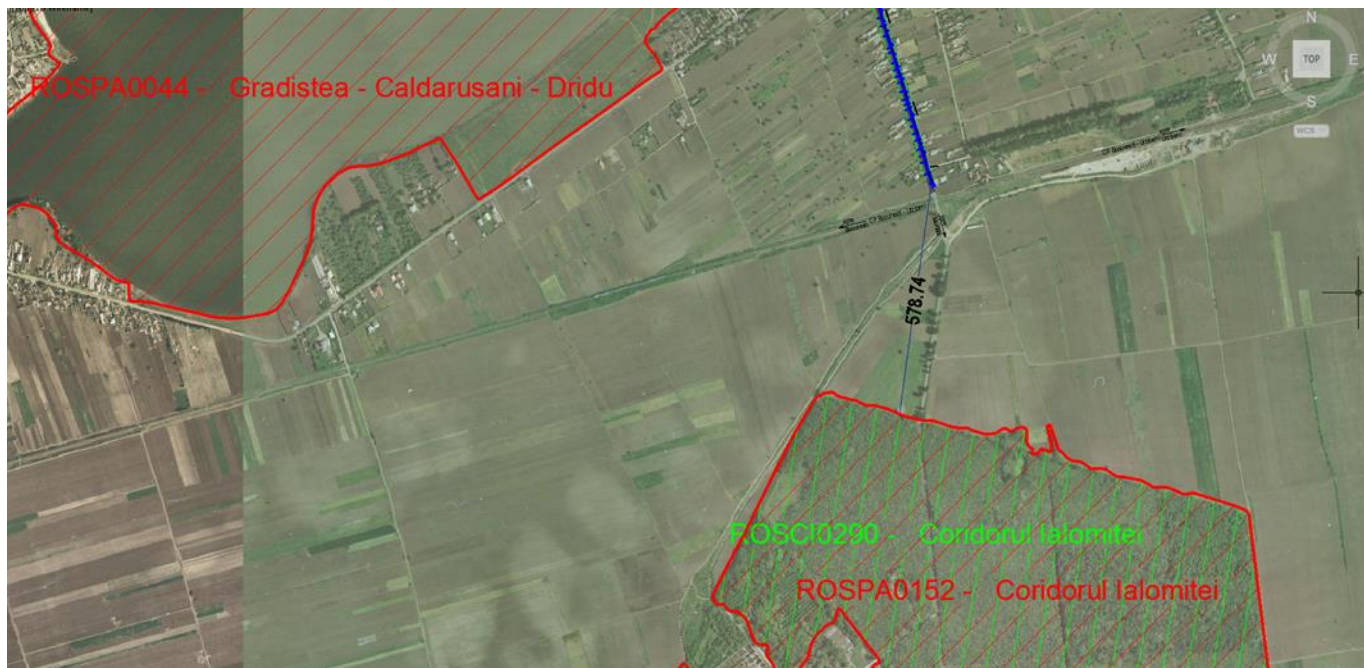 N
W
TOP
E
S
WCS
ROSPA0044 - Gradistea - Caldarusani - Dridu
578.74
ROSCI0290 - Coridorul Ialomitei
ROSPA0152 - Coridorul Ialomitei